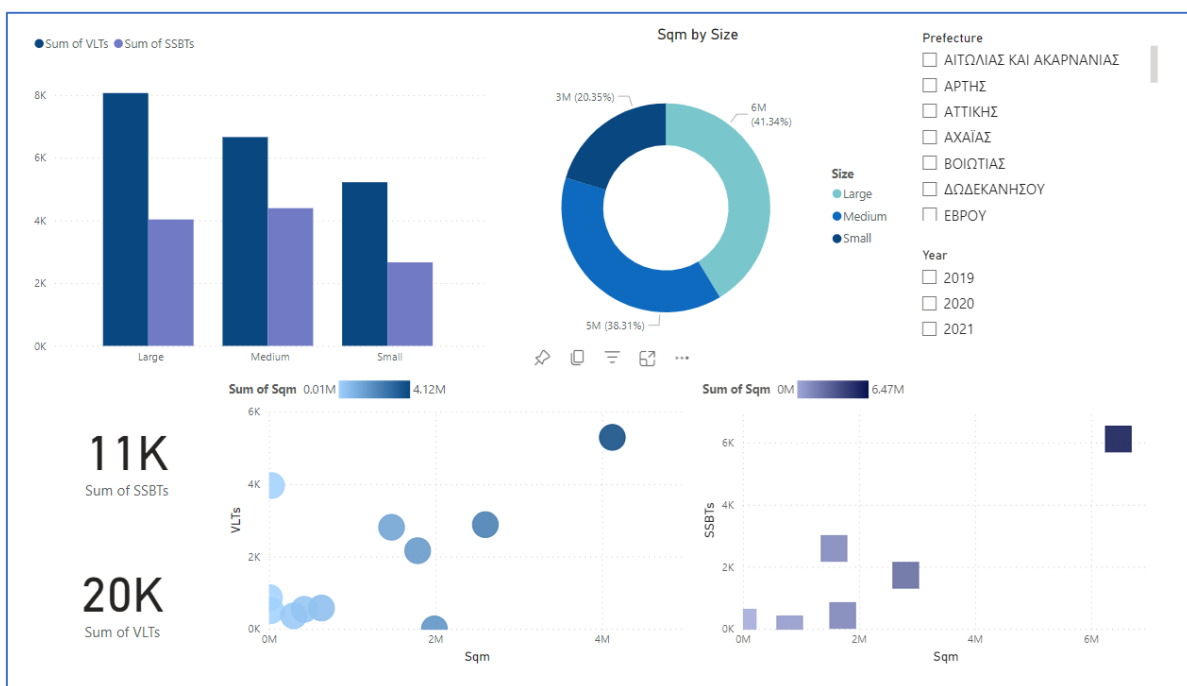 Sum of VLTs Sum of SSBTs
8K
6K
4K
2K
0K
Large Medium Small
Sqm by Size
3M (20.35%)
6M
(41.34%)
5M (38.31%)
Size
Large
Medium
Small
Prefecture
ΑΙΤΩΛΙΑΣ ΚΑΙ ΑΚΑΡΝΑΝΙΑΣ
ΑΡΤΗΣ
ΑΤΤΙΚΗΣ
ΑΧΑΪΑΣ
ΒΟΙΩΤΙΑΣ
ΔΩΔΕΚΑΝΗΣΟΥ
ΕΒΡΟΥ
Year
2019
2020
2021
11K
Sum of SSBTs
20K
Sum of VLTs
Sum of Sqm 0.01M 4.12M
6K
4K
2K
0K
VLTs
0M 2M 4M
Sqm
Sum of Sqm 0M 6.47M
6K
4K
2K
0K
SSBTs
0M 2M 4M 6M
Sqm